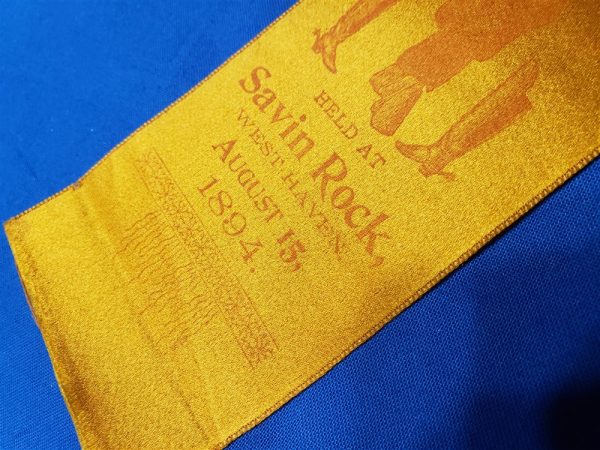 HELD AT
Savin Rock,
WEST HAVEN,
AUGUST 15,
1894.